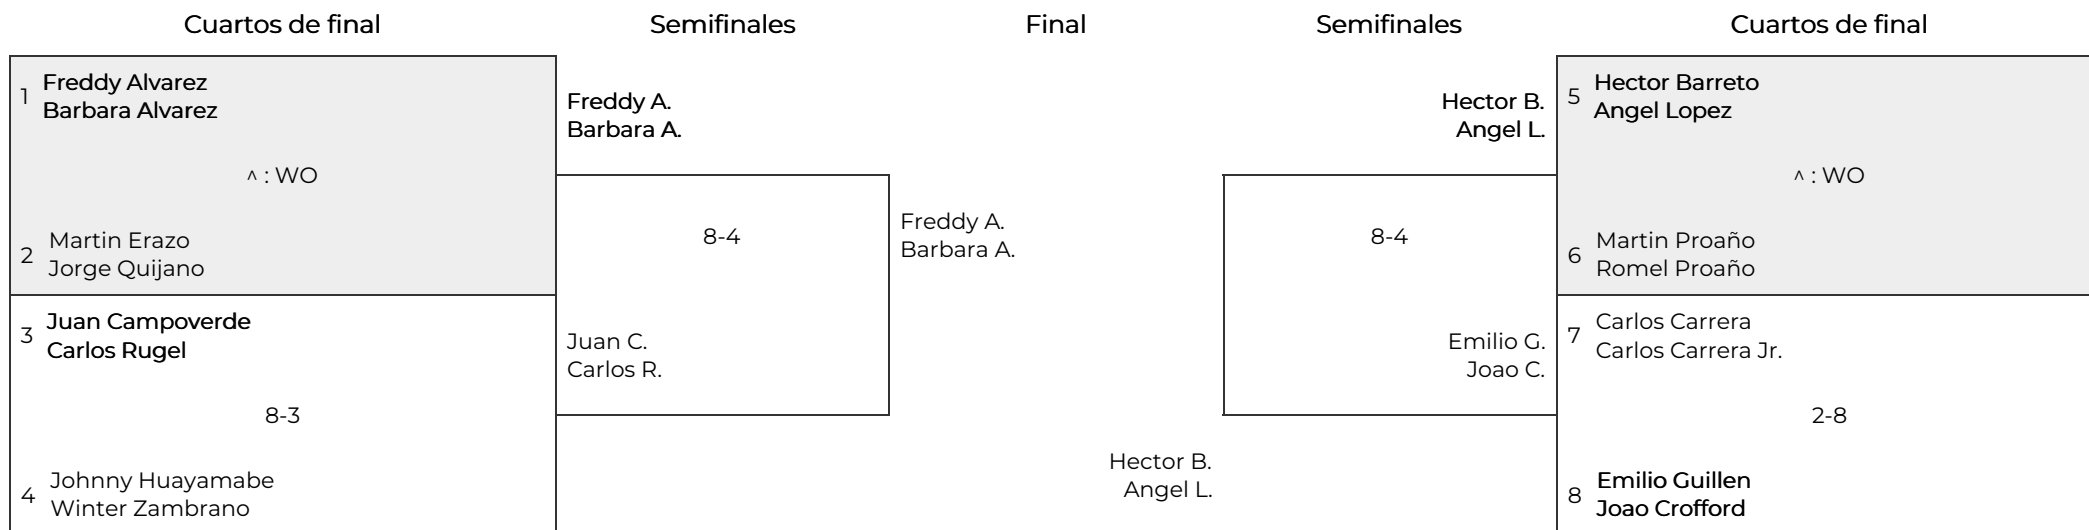 Cuartos de final
Semifinales
Final
Semifinales
Cuartos de final
1
Freddy Alvarez
Barbara Alvarez
^ : WO
2
Martin Erazo
Jorge Quijano
3
Juan Campoverde
Carlos Rugel
8-3
4
Johnny Huayamabe
Winter Zambrano
Freddy A.
Barbara A.
8-4
Juan C.
Carlos R.
Freddy A.
Barbara A.
Hector B.
Angel L.
Hector B.
Angel L.
8-4
Emilio G.
Joao C.
5
Hector Barreto
Angel Lopez
^ : WO
6
Martin Proaño
Romel Proaño
7
Carlos Carrera
Carlos Carrera Jr.
2-8
8
Emilio Guillen
Joao Crofford